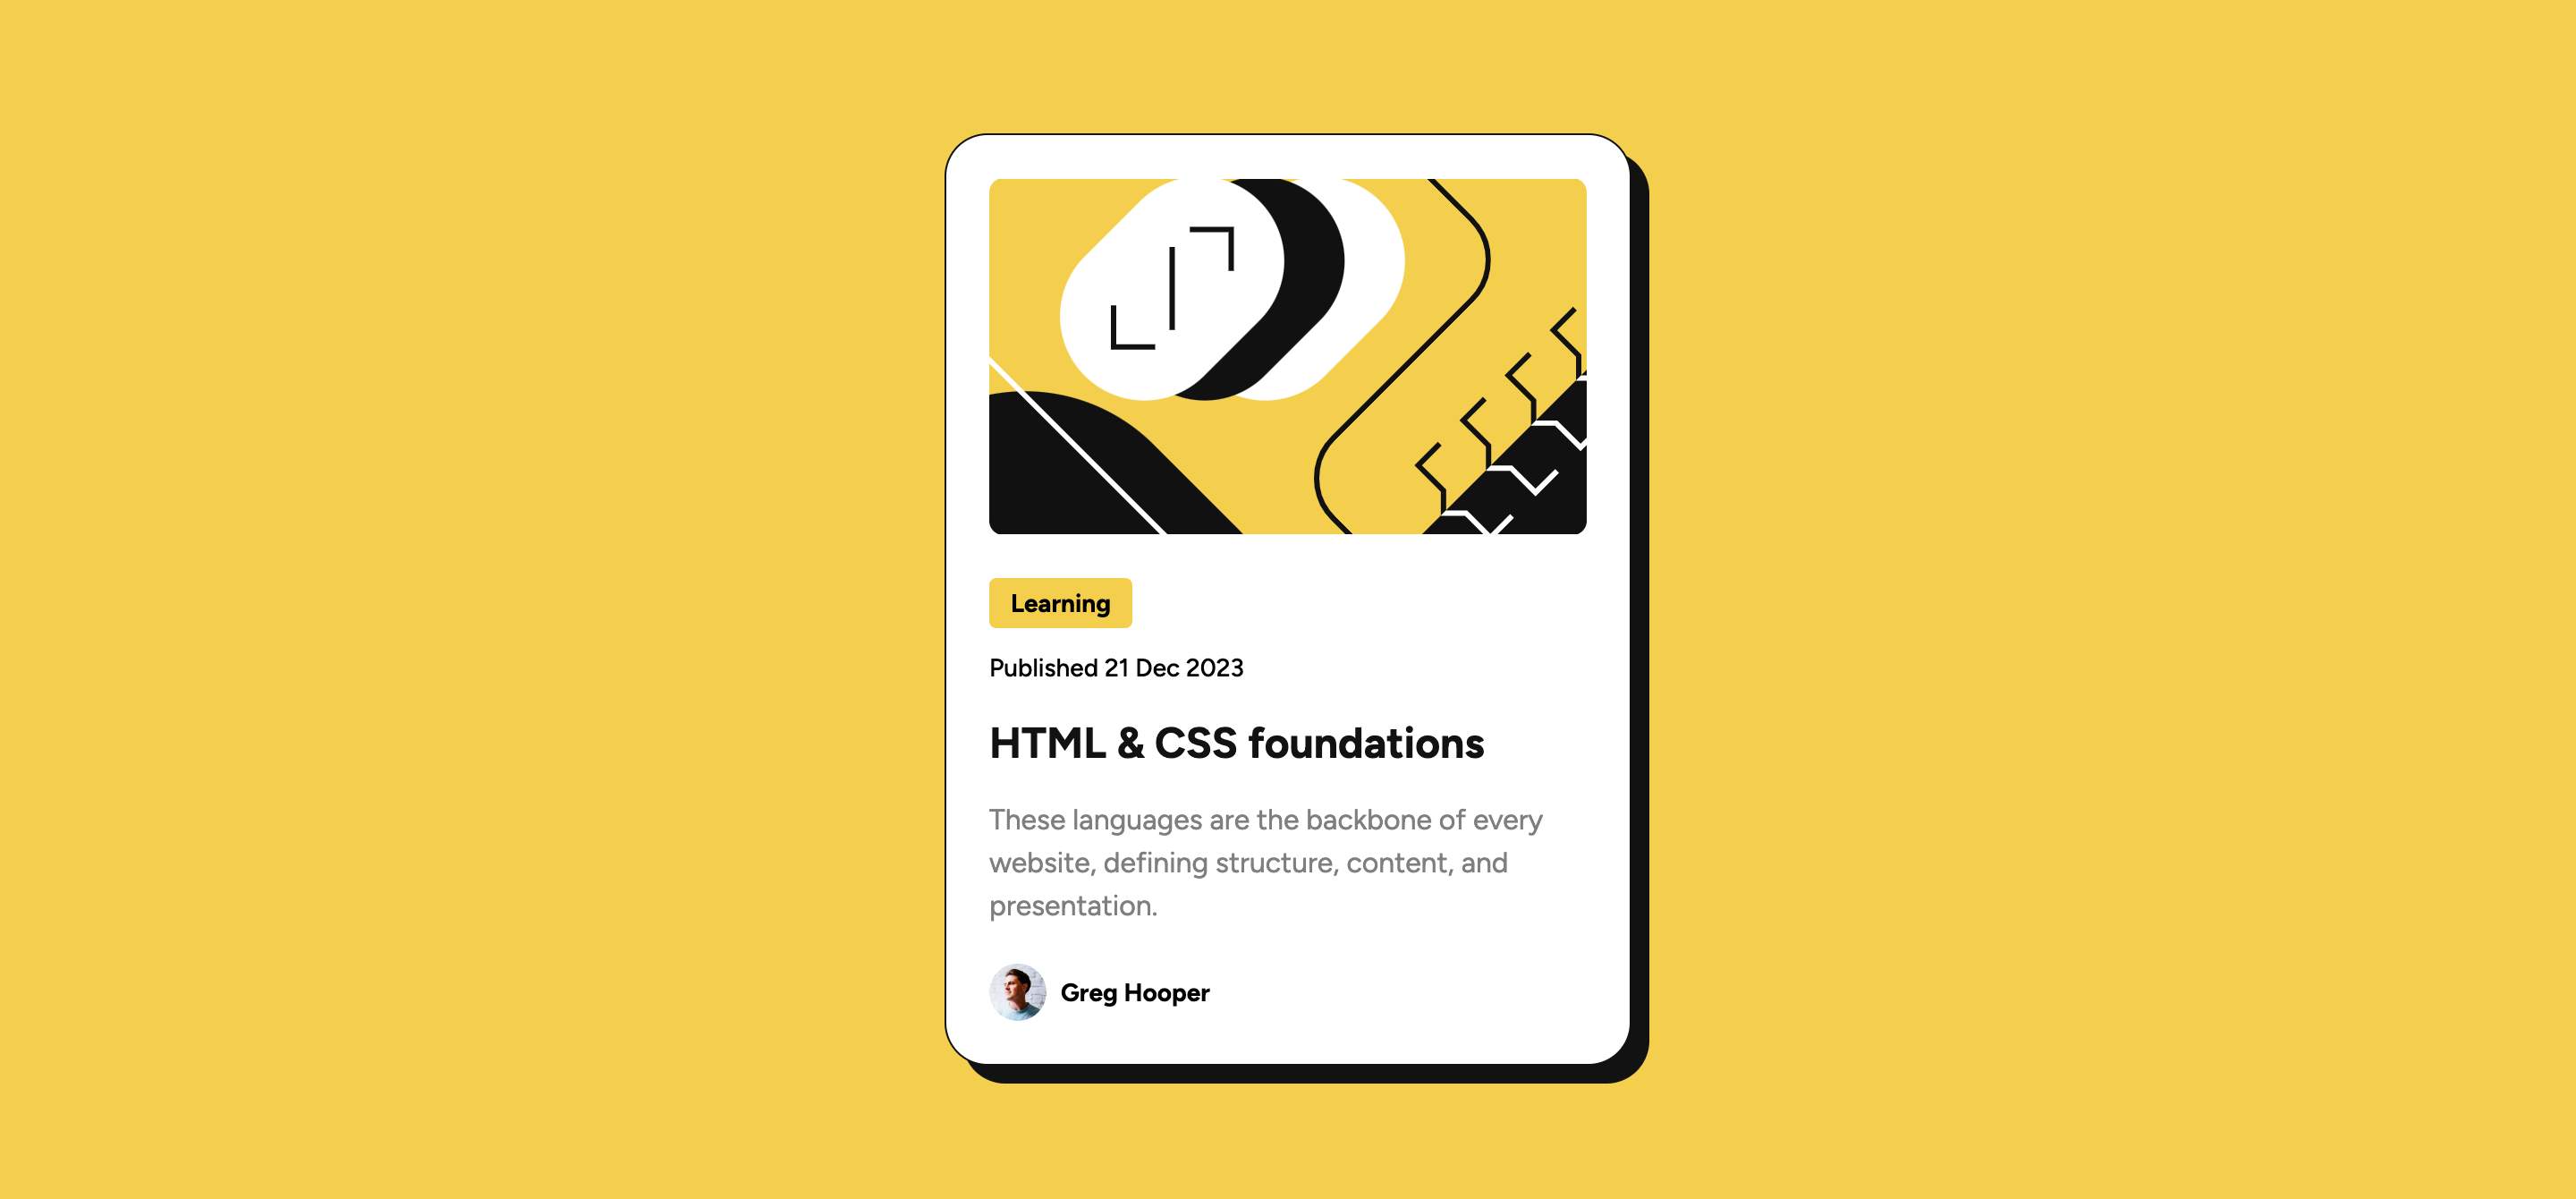 Learning
Published 21 Dec 2023
HTML & CSS foundations
These languages are the backbone of every
website, defining structure, content, and
presentation.
Greg Hooper